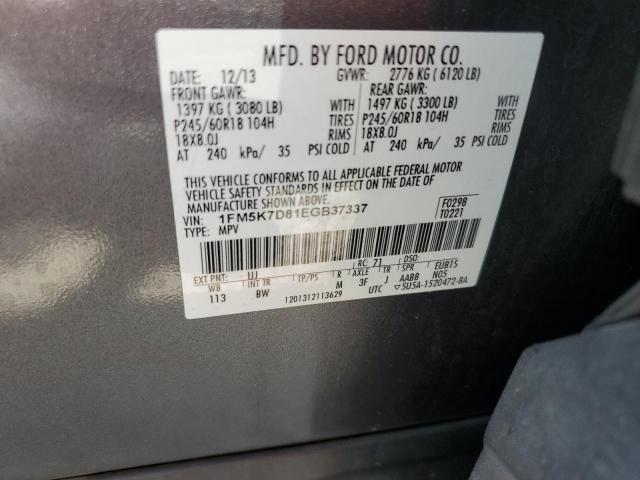 MFD. BY FORD MOTOR CO.
DATE: 12/13 GVWR: 2776 KG ( 6120 LB)
FRONT GAWR: REAR GAWR:
1397 KG ( 3080 LB) WITH 1497 KG ( 3300 LB) WITH
P245/60R18 104H TIRES P245/60R18 104H TIRES
18X8.0J RIMS 18X8.0J RIMS
AT 240 kPa/ 35 PSI COLD AT 240 kPa/ 35 PSI COLD
THIS VEHICLE CONFORMS TO ALL APPLICABLE FEDERAL MOTOR
VEHICLE SAFETY STANDARDS IN EFFECT ON THE DATE OF
MANUFACTURE SHOWN ABOVE.
VIN: 1FM5K7D81EGB37337 F0298
TYPE: MPV T0221
EXT PNT: UJ RC: 71 DSO:
WB INT TR TP/PS R AXLE TR SPR EUB15
113 BW M 3F J AABB N05
1201312113629 UTC ▽5U5A-1520472-BA